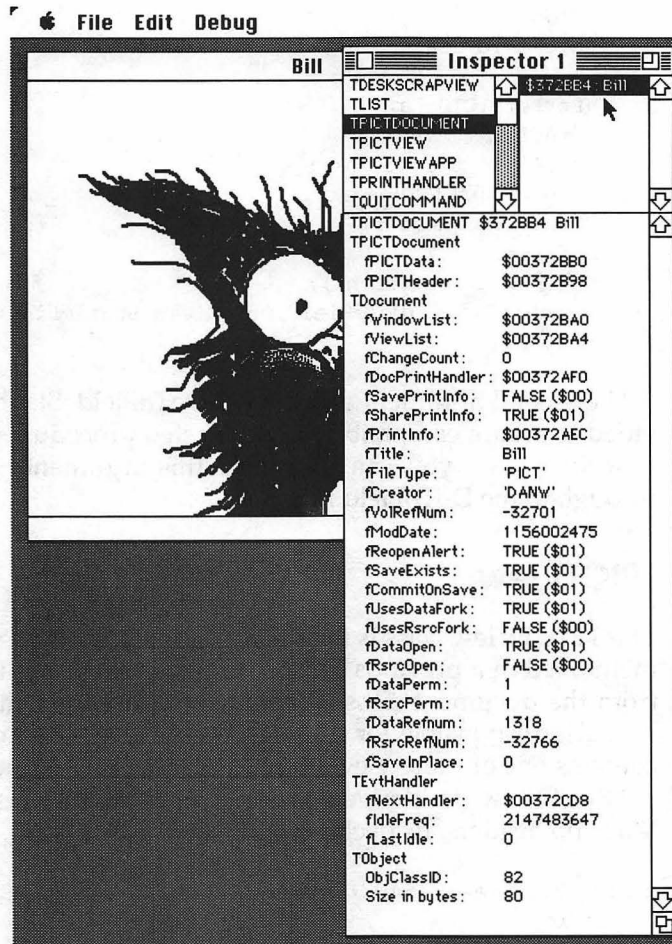 File Edit Debug
Bill
Inspector 1
TDESKSCRAPVIEW
TLIST
TPICTDOCUMENT
TPICTVIEW
TPICTVIEWAPP
TPRINTHANDLER
TQUITCOMMAND
$372BB4 : Bill
TPICTDOCUMENT $372BB4 Bill
TPICTDocument
fPICTData: $00372BB0
fPICTHeader: $00372B98
TDocument
fWindowList: $00372BA0
fViewList: $00372BA4
fChangeCount: 0
fDocPrintHandler: $00372AF0
fSavePrintInfo: FALSE ($00)
fSharePrintInfo: TRUE ($01)
fPrintInfo: $00372AEC
fTitle: Bill
fFileType: 'PICT'
fCreator: 'DANW'
fVolRefNum: -32701
fModDate: 1156002475
fReopenAlert: TRUE ($01)
fSaveExists: TRUE ($01)
fCommitOnSave: TRUE ($01)
fUsesDataFork: TRUE ($01)
fUsesRsrcFork: FALSE ($00)
fDataOpen: TRUE ($01)
fRsrcOpen: FALSE ($00)
fDataPerm: 1
fRsrcPerm: 1
fDataRefnum: 1318
fRsrcRefNum: -32766
fSaveInPlace: 0
TEvtHandler
fNextHandler: $00372CD8
fIdleFreq: 2147483647
fLastIdle: 0
TObject
ObjClassID: 82
Size in bytes: 80